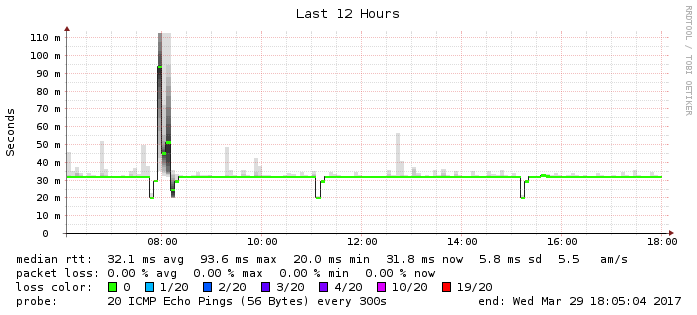 Last 12 Hours
RRDTOOL / TOBI OETIKER
Seconds
110 m
100 m
90 m
80 m
70 m
60 m
50 m
40 m
30 m
20 m
10 m
0
08:00 10:00 12:00 14:00 16:00 18:00
median rtt: 32.1 ms avg 93.6 ms max 20.0 ms min 31.8 ms now 5.8 ms sd 5.5 am/s
packet loss: 0.00 % avg 0.00 % max 0.00 % min 0.00 % now
loss color: 0 1/20 2/20 3/20 4/20 10/20 19/20
probe: 20 ICMP Echo Pings (56 Bytes) every 300s end: Wed Mar 29 18:05:04 2017